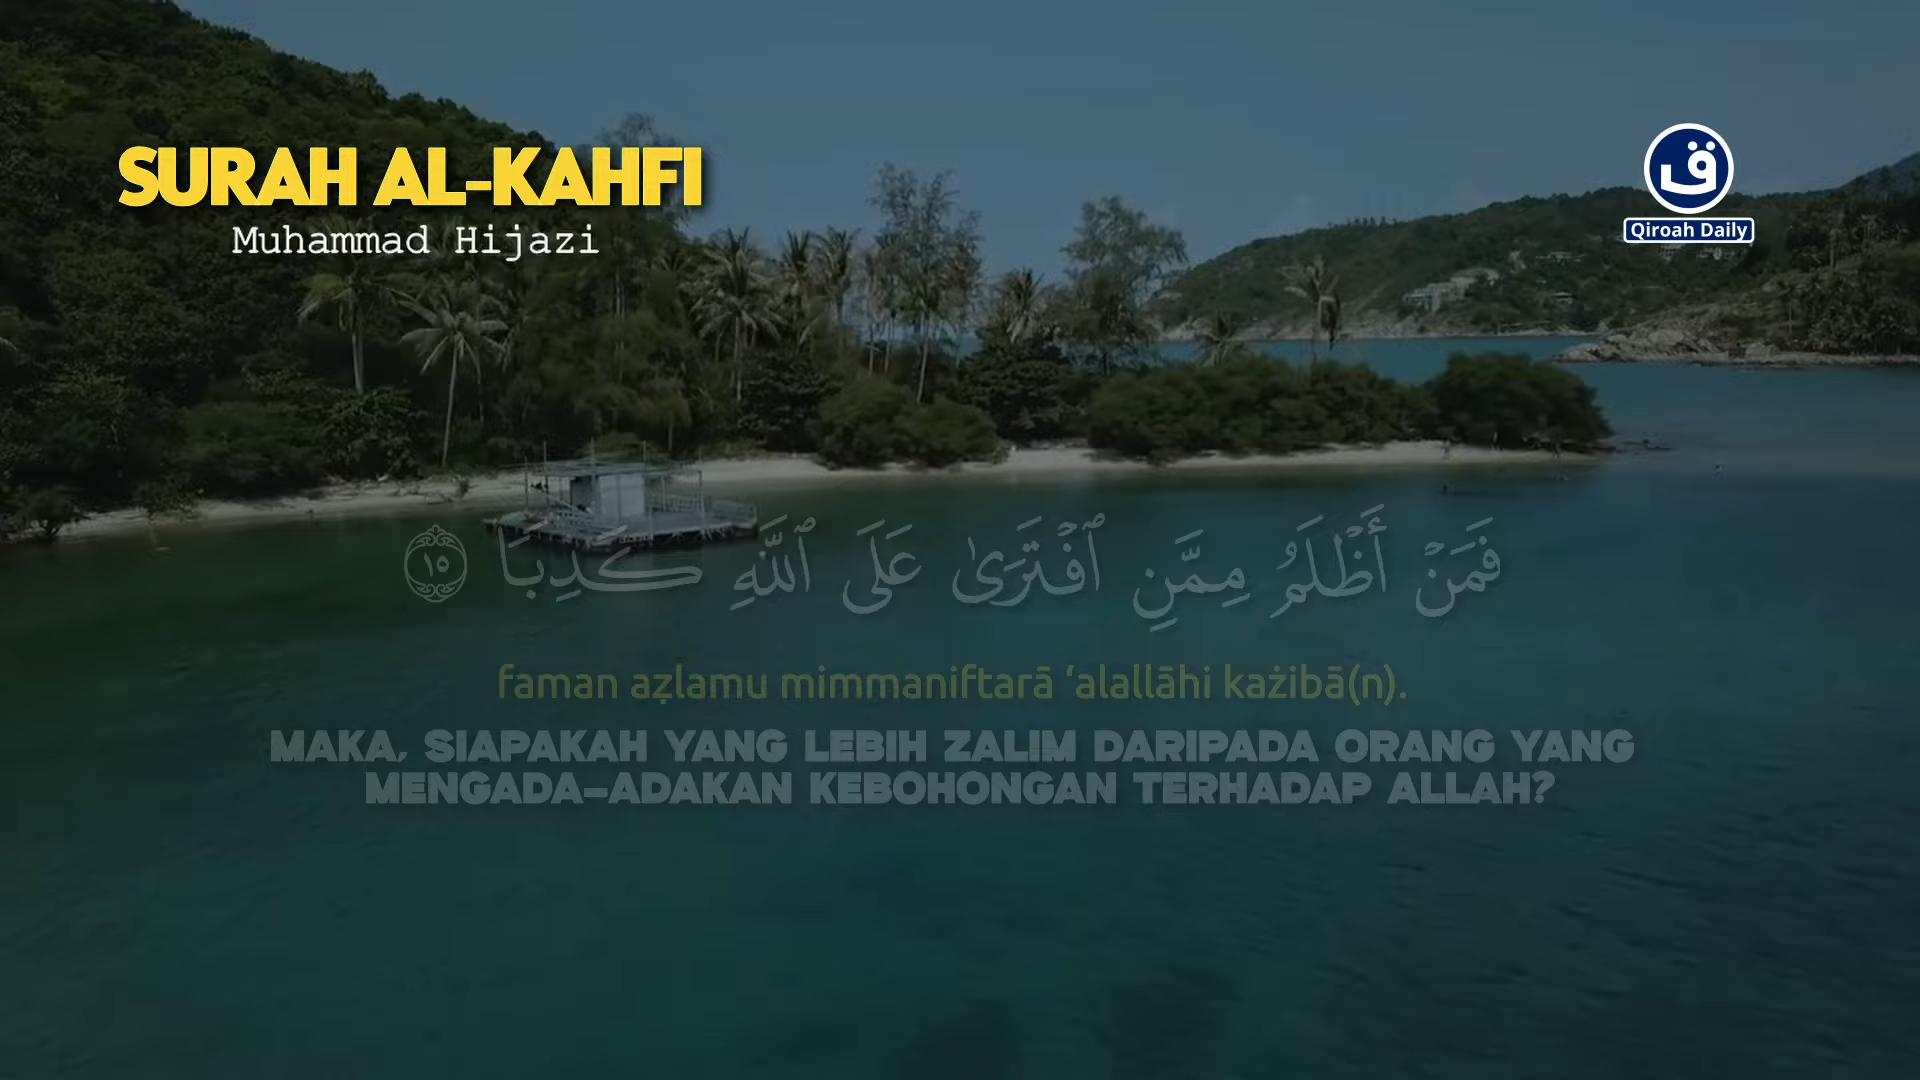 SURAH AL-KAHFI
Muhammad Hijazi
ق
Qiroah Daily
فَمَنْ أَظْلَمُ مِمَّنِ ٱفْتَرَىٰ عَلَى ٱللَّهِ كَذِبًا ١٥
faman aẓlamu mimmaniftarā ‘alallāhi każibā(n).
MAKA, SIAPAKAH YANG LEBIH ZALIM DARIPADA ORANG YANG
MENGADA-ADAKAN KEBOHONGAN TERHADAP ALLAH?